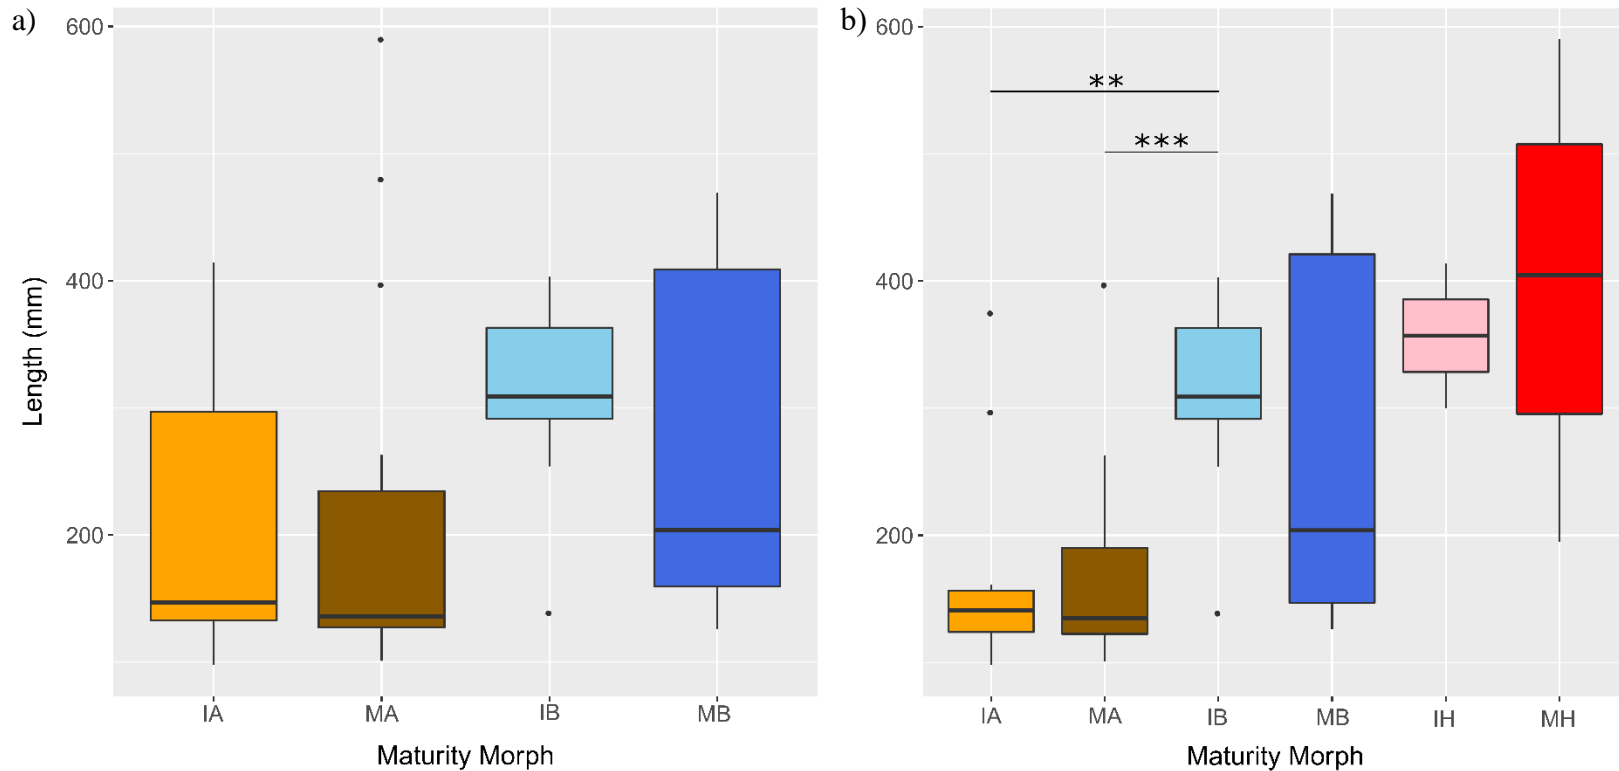 a)
600
400
200
Length (mm)
IA MA IB MB
Maturity Morph
b)
600
400
200
**
***
IA MA IB MB IH MH
Maturity Morph